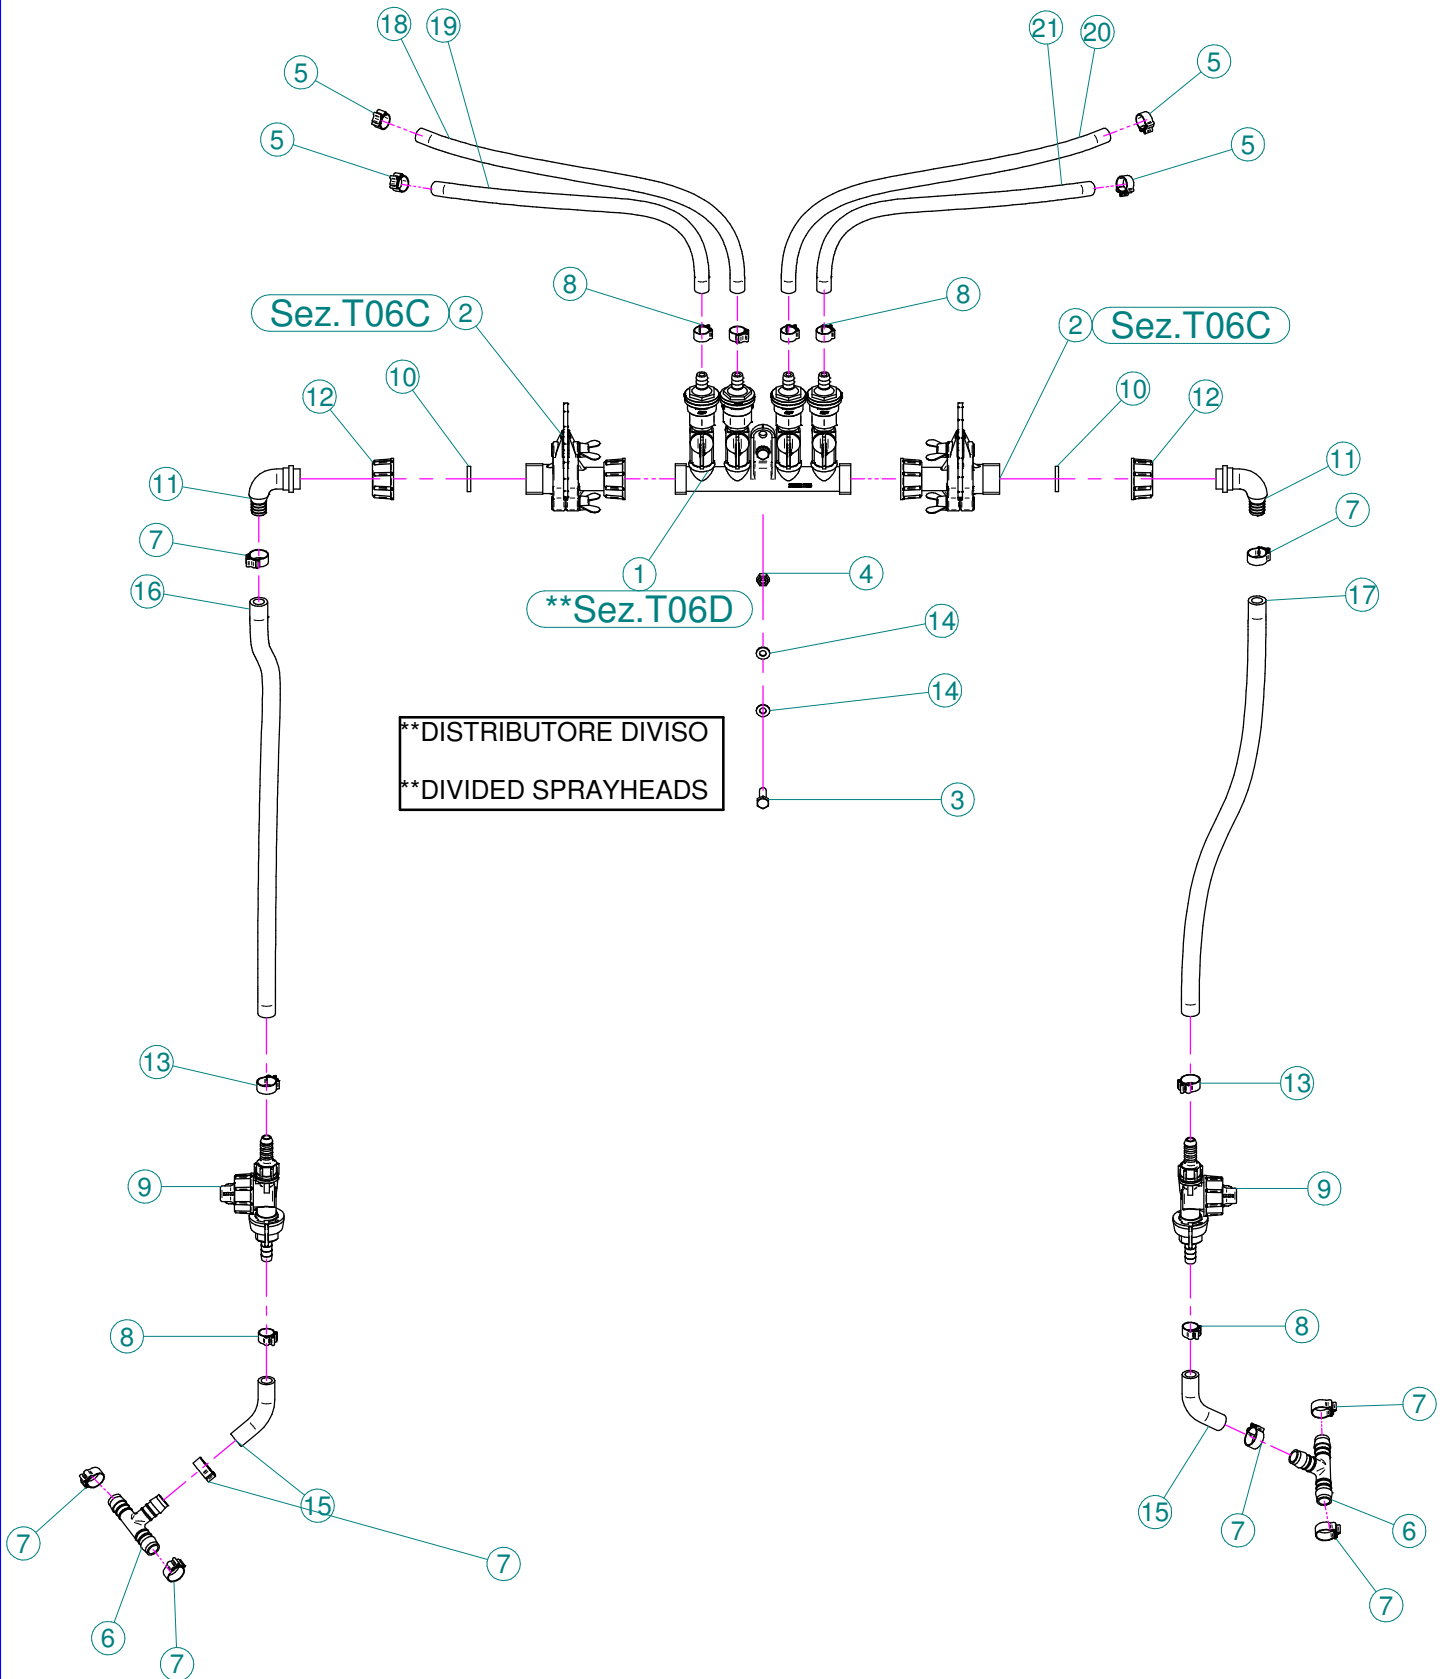 18 19 21 20
5 5
5 5
8 8
Sez.T06C 2 2 Sez.T06C
12 10 10 12
11 11
7 7
1 4
16 **Sez.T06D 17
14
14
**DISTRIBUTORE DIVISO
**DIVIDED SPRAYHEADS
3
13 13
9 9
8 8
7
15 15
7 7 7 6
7
6
7